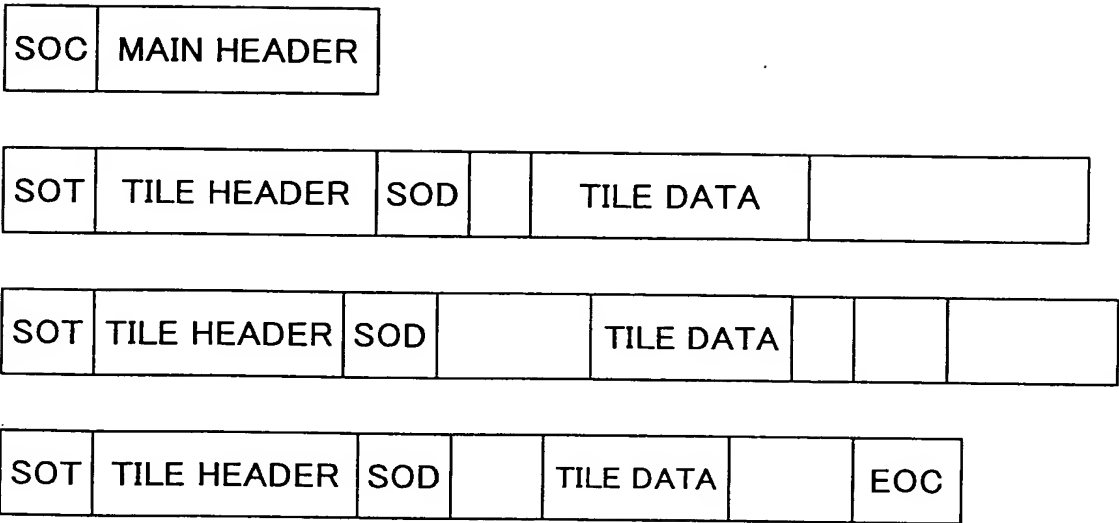 SOC MAIN HEADER
SOT TILE HEADER SOD TILE DATA
SOT TILE HEADER SOD TILE DATA
SOT TILE HEADER SOD TILE DATA EOC